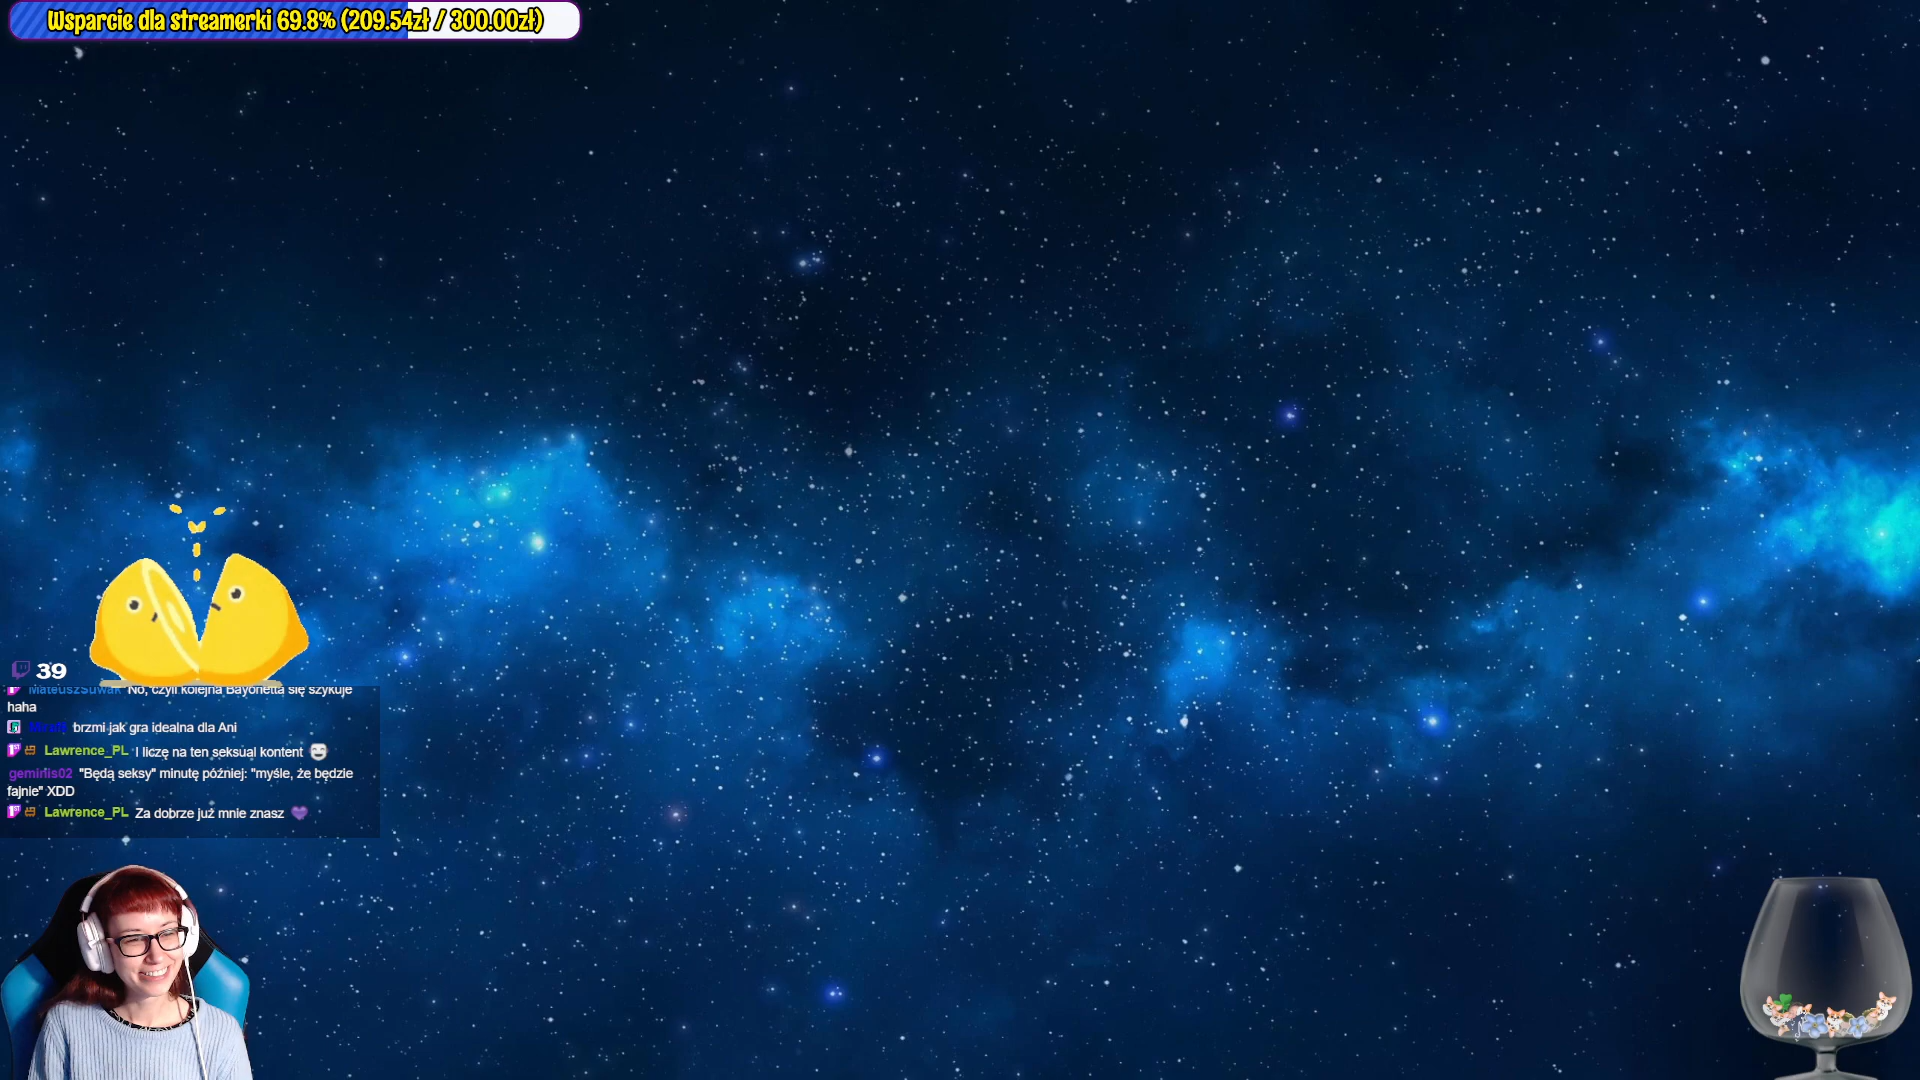 Wsparcie dla streamerki 69.8% (209.54zł / 300.00zł)
39
MateuszSuwak No, czyli kolejna Bayonetta się szykuje
haha
brzmi jak gra idealna dla Ani
Lawrence_PL I liczę na ten seksual kontent
gemirlis02 "Będą seksy" minutę później: "myśle, że będzie
fajnie" XDD
Lawrence_PL Za dobrze już mnie znasz